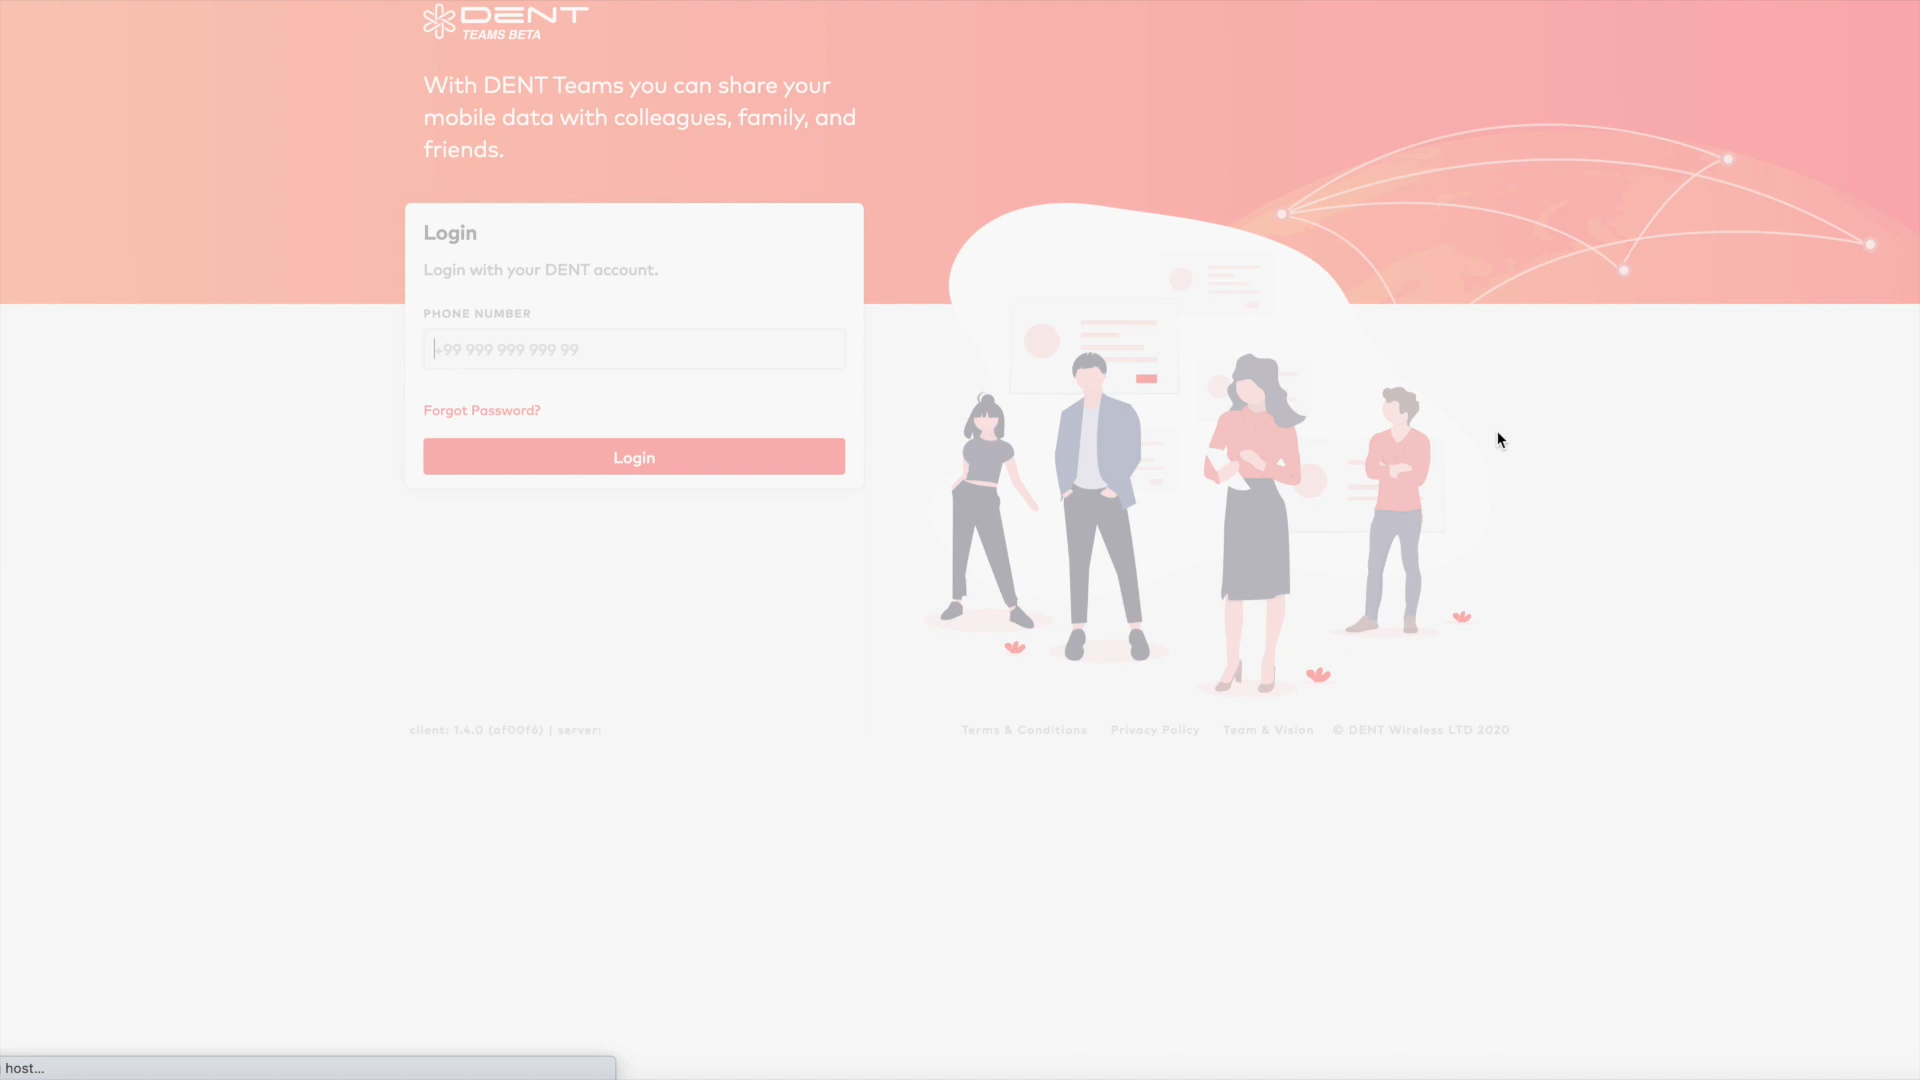 DENT
TEAMS BETA
With DENT Teams you can share your
mobile data with colleagues, family, and
friends.
Login
Login with your DENT account.
PHONE NUMBER
+99 999 999 999 99
Forgot Password?
Login
client: 1.4.0 (af00f6) | server:
Terms & Conditions Privacy Policy Team & Vision © DENT Wireless LTD 2020
host...